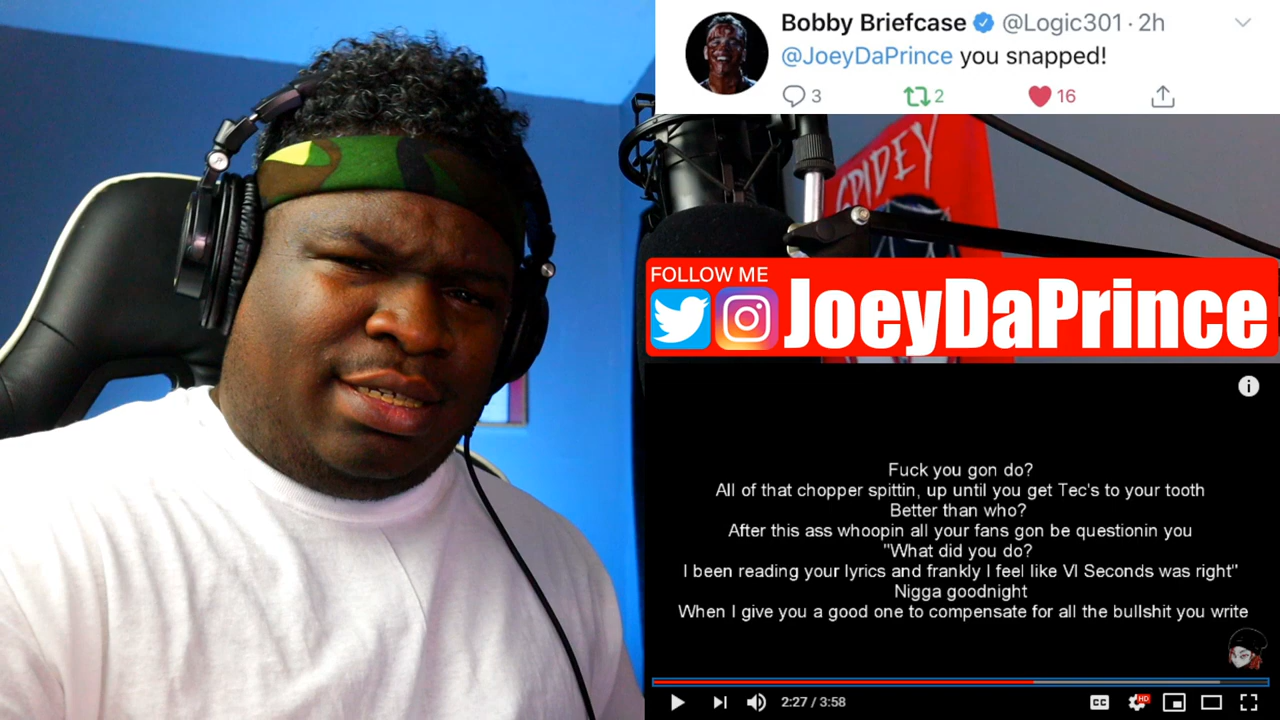 Bobby Briefcase @Logic301 · 2h
@JoeyDaPrince you snapped!
3 2 16
SPIDEY
FOLLOW ME
JoeyDaPrince
Fuck you gon do?
All of that chopper spittin, up until you get Tec's to your tooth
Better than who?
After this ass whoopin all your fans gon be questionin you
"What did you do?
I been reading your lyrics and frankly I feel like VI Seconds was right"
Nigga goodnight
When I give you a good one to compensate for all the bullshit you write
2:27 / 3:58
CC HD